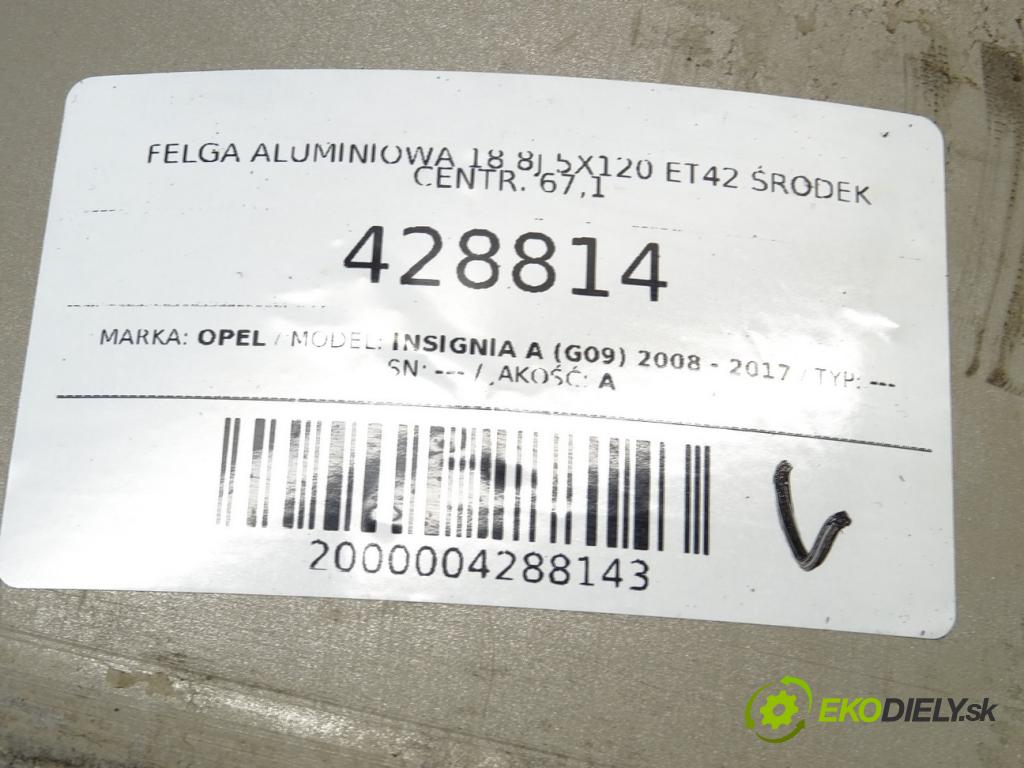 FELGA ALUMINIOWA 18 8J 5X120 ET42 ŚRODEK
CENTR. 67,1
428814
MARKA: OPEL / MODEL: INSIGNIA A (G09) 2008 - 2017 / TYP: ---
SN: --- / JAKOŚĆ: A
2000004288143
EKODIELY.sk